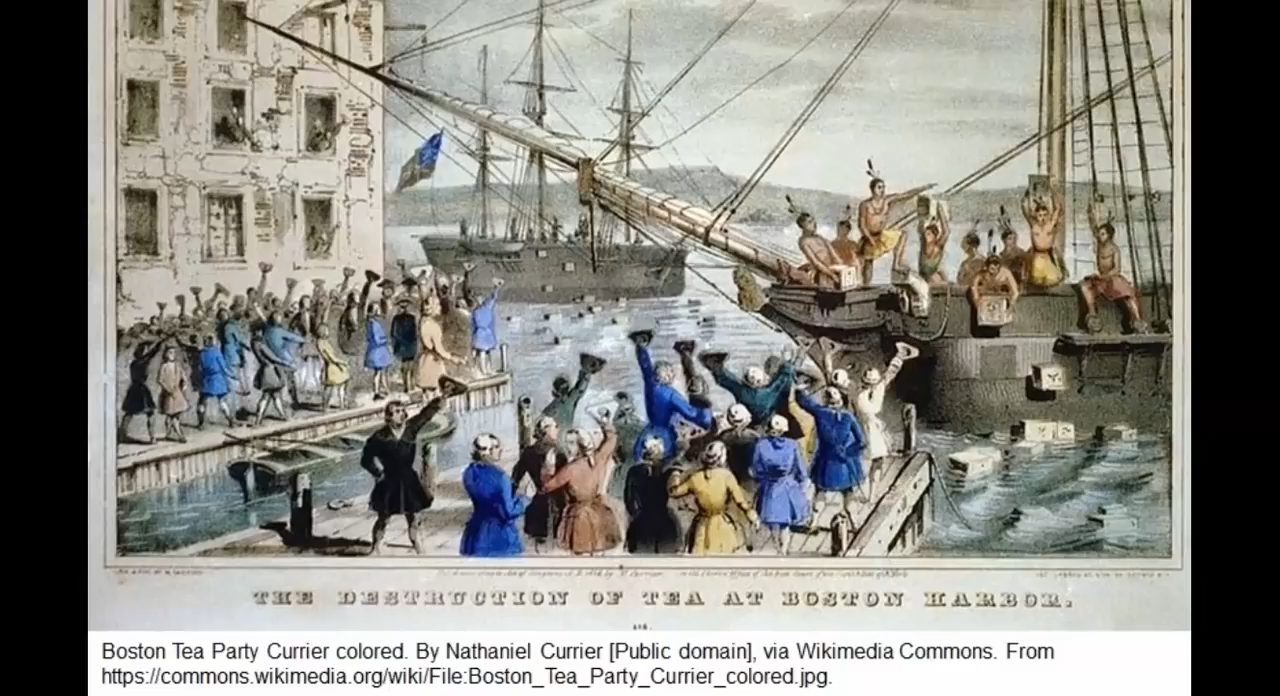 THE DESTRUCTION OF TEA AT BOSTON HARBOR.
Boston Tea Party Currier colored. By Nathaniel Currier [Public domain], via Wikimedia Commons. From
https://commons.wikimedia.org/wiki/File:Boston_Tea_Party_Currier_colored.jpg.